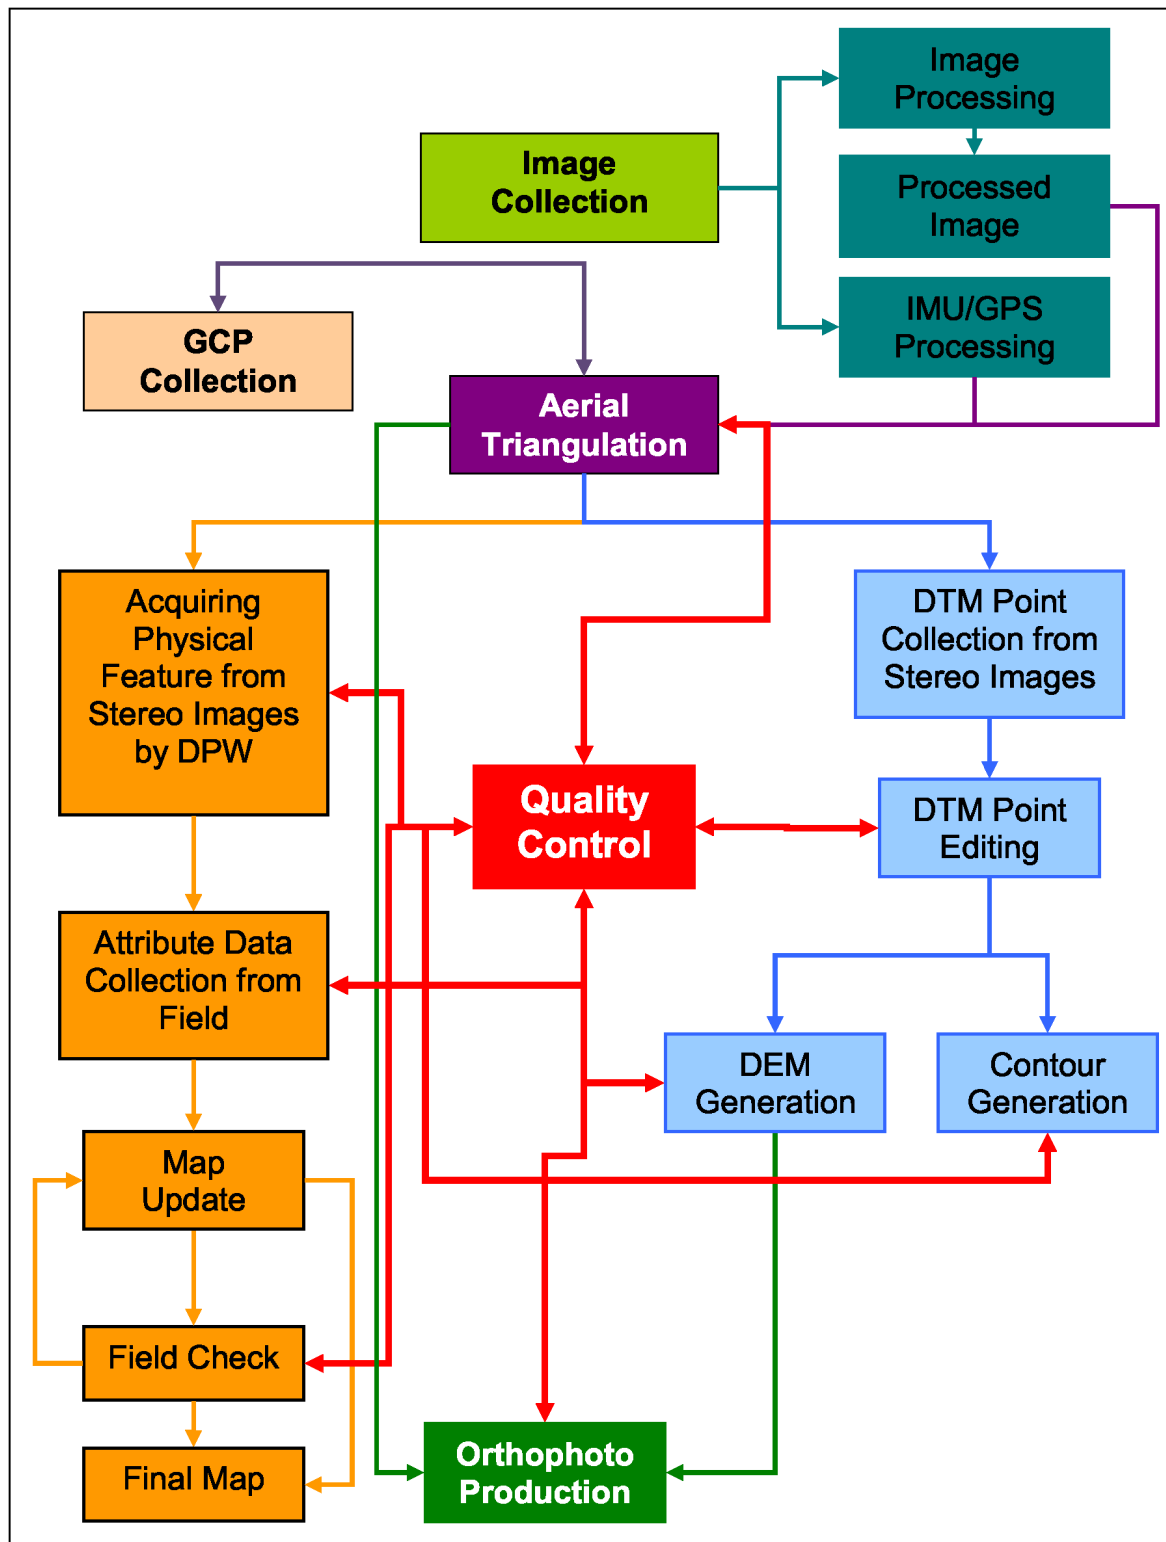 Image
Processing
Image
Collection
Processed
Image
IMU/GPS
Processing
GCP
Collection
Aerial
Triangulation
Acquiring
Physical
Feature from
Stereo Images
by DPW
DTM Point
Collection from
Stereo Images
Quality
Control
DTM Point
Editing
Attribute Data
Collection from
Field
DEM
Generation
Contour
Generation
Map
Update
Field Check
Final Map
Orthophoto
Production